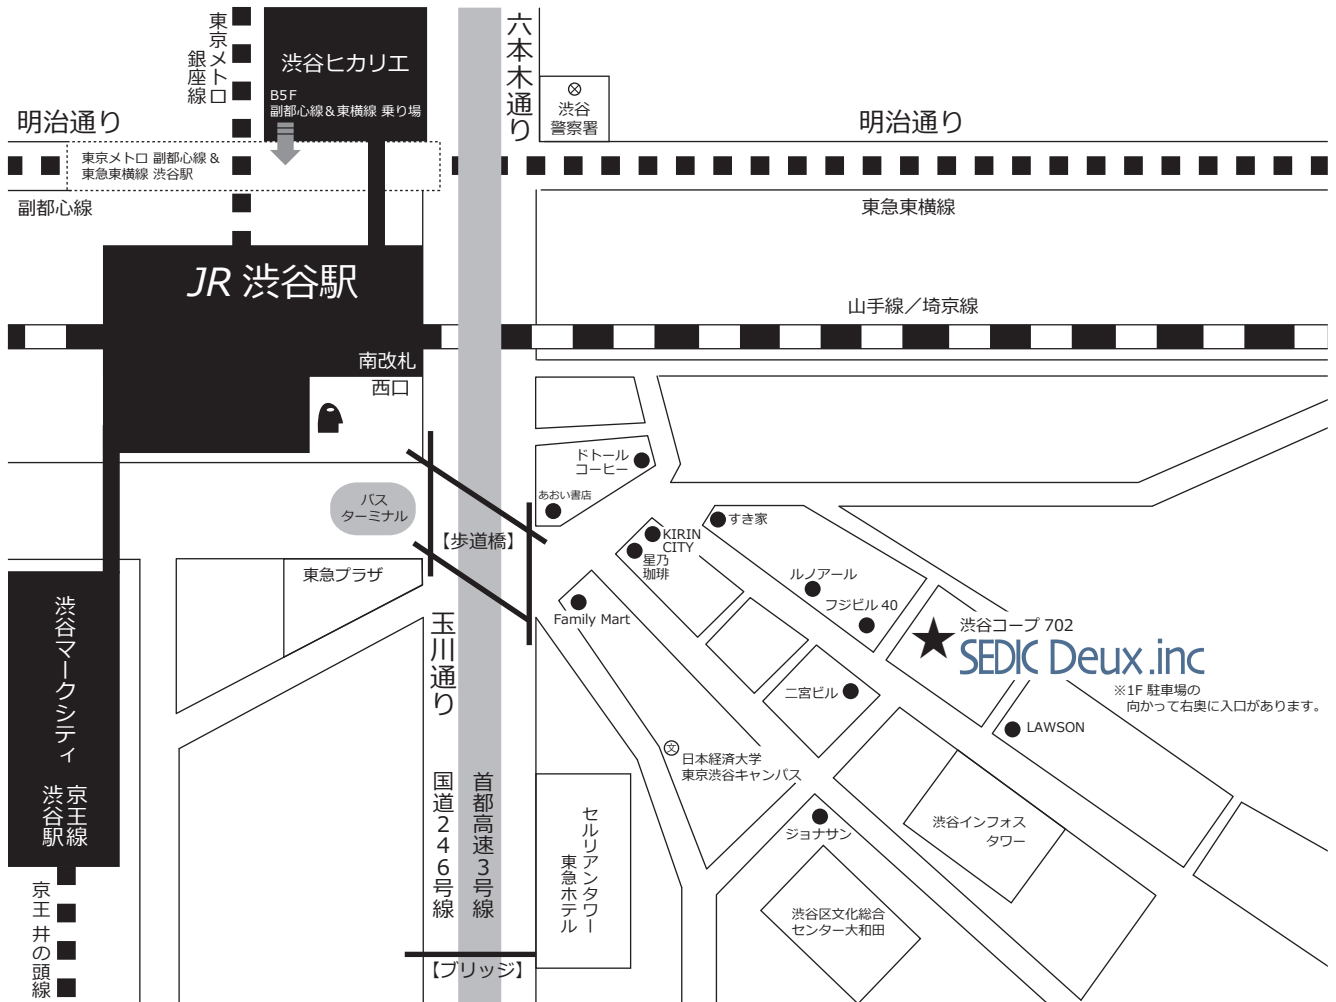 東京メトロ
銀座線
渋谷ヒカリエ
B5F
副都心線&東横線 乗り場
六本木通り
渋谷
警察署
明治通り
明治通り
東京メトロ 副都心線 &
東急東横線 渋谷駅
副都心線
東急東横線
JR 渋谷駅
山手線/埼京線
南改札
西口
ドトール
コーヒー
あおい書店
バス
ターミナル
【歩道橋】
すき家
KIRIN
CITY
星乃
珈琲
東急プラザ
ルノアール
フジビル 40
Family Mart
渋谷コープ 702
SEDIC Deux.inc
※1F 駐車場の
向かって右奥に入口があります。
渋谷マークシティ
玉川通り
二宮ビル
LAWSON
文
日本経済大学
東京渋谷キャンパス
京王線
渋谷駅
国道246号線
首都高速3号線
セルリアンタワー
東急ホテル
ジョナサン
渋谷インフォス
タワー
京王 井の頭線
渋谷区文化総合
センター大和田
【ブリッジ】